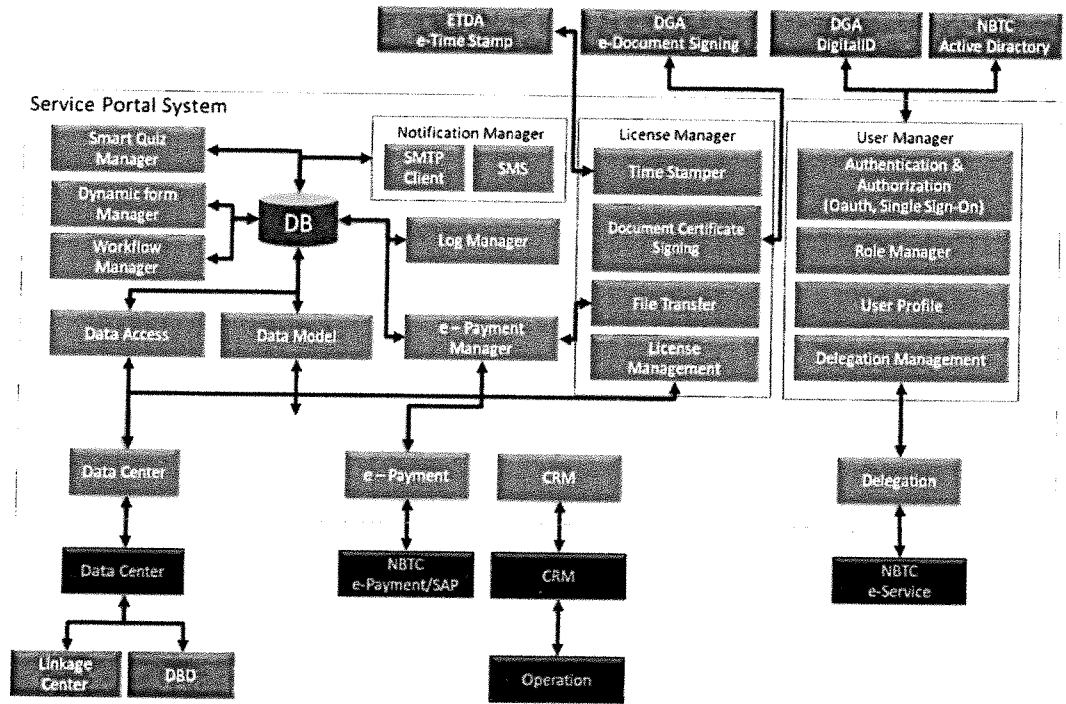 ETDA
e-Time Stamp
DGA
e-Document Signing
DGA
DigitalID
NBTC
Active Diractory
Service Portal System
Smart Quiz
Manager
Notification Manager
SMTP
Client
SMS
License Manager
User Manager
Time Stamper
Authentication &
Authorization
(Oauth, Single Sign-On)
Dynamic form
Manager
DB
Workflow
Manager
Log Manager
Document Certificate
Signing
Role Manager
Data Access
Data Model
e – Payment
Manager
File Transfer
User Profile
License
Management
Delegation Management
Data Center
e – Payment
CRM
Delegation
Data Center
NBTC
e-Payment/SAP
CRM
NBTC
e-Service
Linkage
Center
DBD
Operation